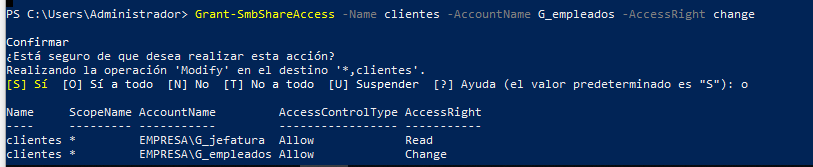 PS C:\Users\Administrador> Grant-SmbShareAccess -Name clientes -AccountName G_empleados -AccessRight change
Confirmar
¿Está seguro de que desea realizar esta acción?
Realizando la operación 'Modify' en el destino '*,clientes'.
[S] Sí  [O] Sí a todo  [N] No  [T] No a todo  [U] Suspender  [?] Ayuda (el valor predeterminado es "S"): o
Name     ScopeName AccountName         AccessControlType AccessRight
----     --------- -----------         ----------------- -----------
clientes *         EMPRESA\G_jefatura  Allow             Read
clientes *         EMPRESA\G_empleados Allow             Change